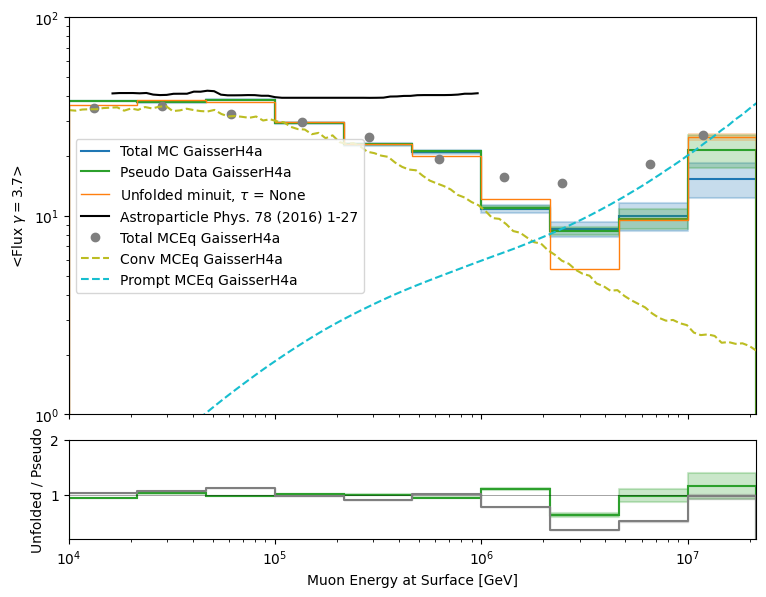 10²
<Flux γ = 3.7>
Total MC GaisserH4a
Pseudo Data GaisserH4a
Unfolded minuit, τ = None
Astroparticle Phys. 78 (2016) 1-27
Total MCEq GaisserH4a
Conv MCEq GaisserH4a
Prompt MCEq GaisserH4a
10¹
10⁰
Unfolded / Pseudo
2
1
10⁴ 10⁵ 10⁶ 10⁷
Muon Energy at Surface [GeV]